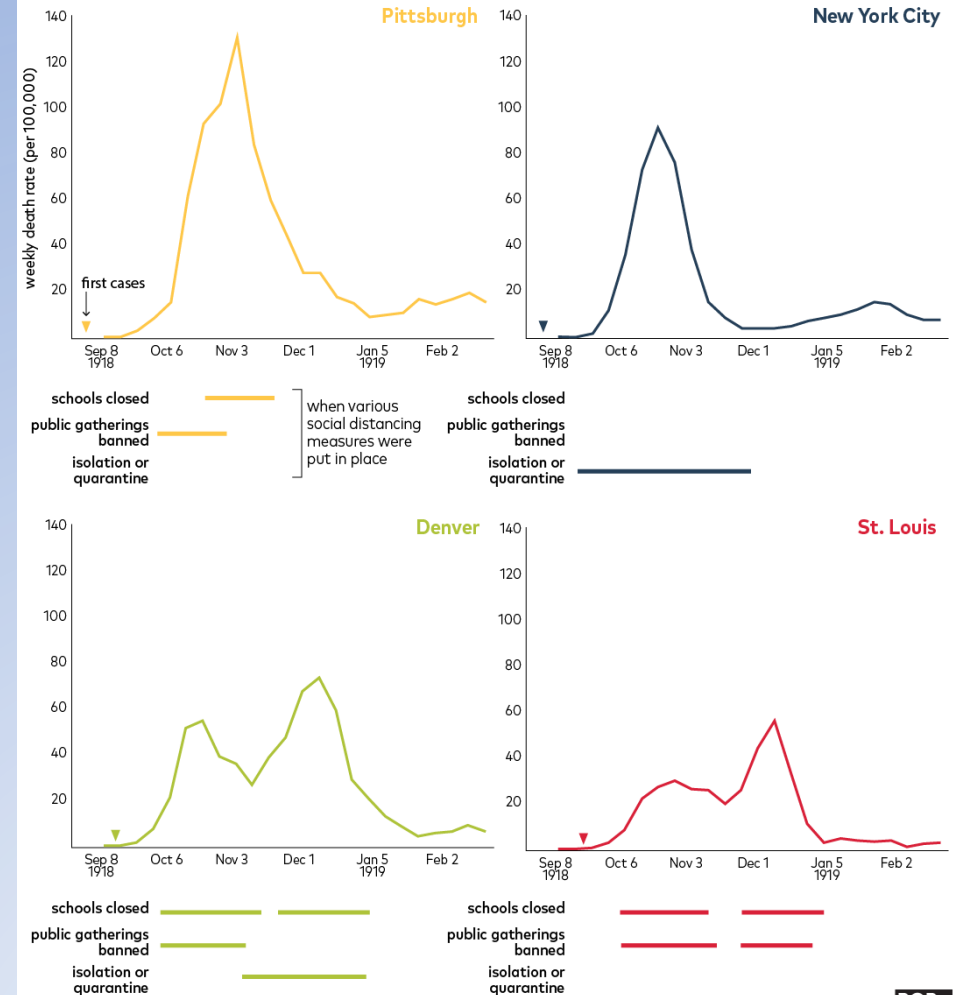 Pittsburgh
weekly death rate (per 100,000)
140
120
100
80
60
40
20
first cases
Sep 8
1918
Oct 6
Nov 3
Dec 1
Jan 5
1919
Feb 2
schools closed
public gatherings
banned
isolation or
quarantine
when various
social distancing
measures were
put in place
New York City
140
120
100
80
60
40
20
Sep 8
1918
Oct 6
Nov 3
Dec 1
Jan 5
1919
Feb 2
schools closed
public gatherings
banned
isolation or
quarantine
Denver
140
120
100
80
60
40
20
Sep 8
1918
Oct 6
Nov 3
Dec 1
Jan 5
1919
Feb 2
schools closed
public gatherings
banned
isolation or
quarantine
St. Louis
140
120
100
80
60
40
20
Sep 8
1918
Oct 6
Nov 3
Dec 1
Jan 5
1919
Feb 2
schools closed
public gatherings
banned
isolation or
quarantine